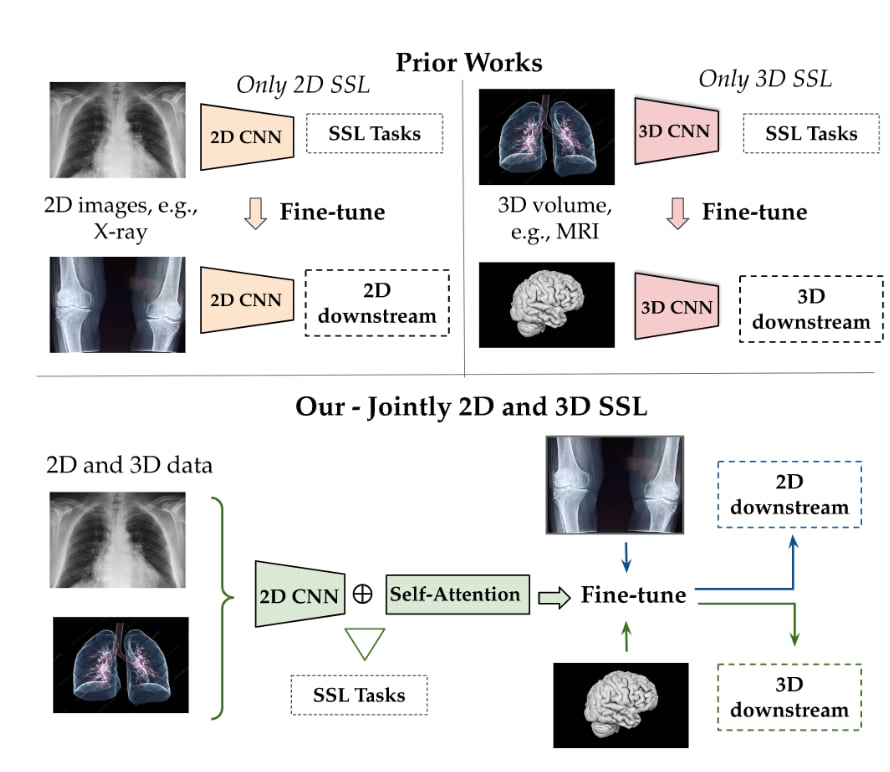 Prior Works
Only 2D SSL
2D CNN
SSL Tasks
2D images, e.g.,
X-ray
Fine-tune
2D CNN
2D
downstream
Only 3D SSL
3D CNN
SSL Tasks
3D volume,
e.g., MRI
Fine-tune
3D CNN
3D
downstream
Our - Jointly 2D and 3D SSL
2D and 3D data
2D CNN
⊕
Self-Attention
SSL Tasks
Fine-tune
2D
downstream
3D
downstream